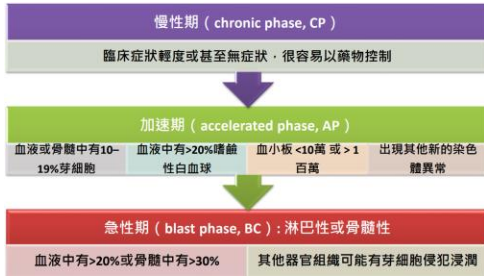 慢性期（chronic phase, CP）
臨床症狀輕度或甚至無症狀，很容易以藥物控制
加速期（accelerated phase, AP）
血液或骨髓中有10–19%芽細胞
血液中有>20%嗜鹼性白血球
血小板 <10萬 或 > 1百萬
出現其他新的染色體異常
急性期（blast phase, BC）: 淋巴性或骨髓性
血液中有>20%或骨髓中有>30%
其他器官組織可能有芽細胞侵犯浸潤